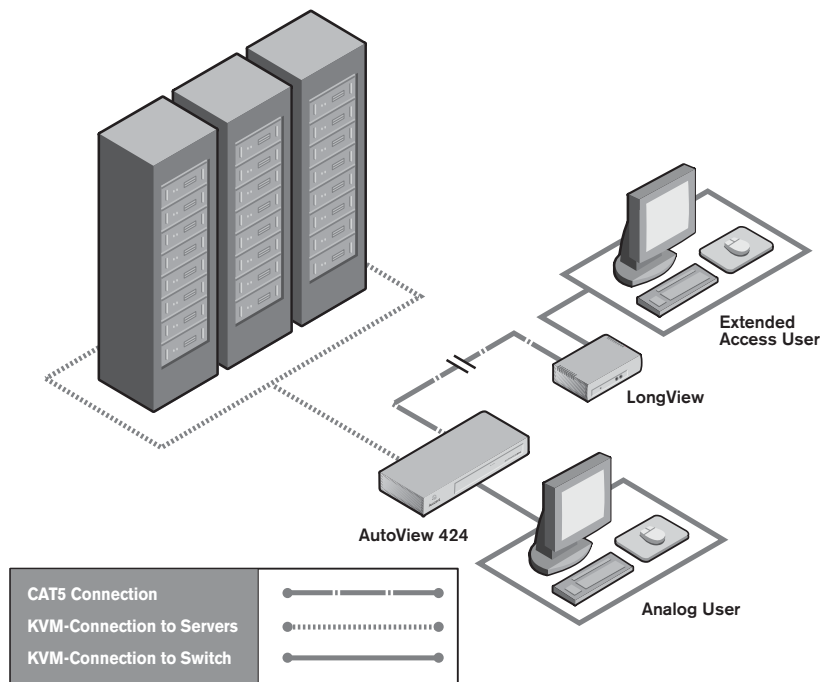 Extended
Access User
LongView
AutoView 424
Analog User
CAT5 Connection
KVM-Connection to Servers
KVM-Connection to Switch